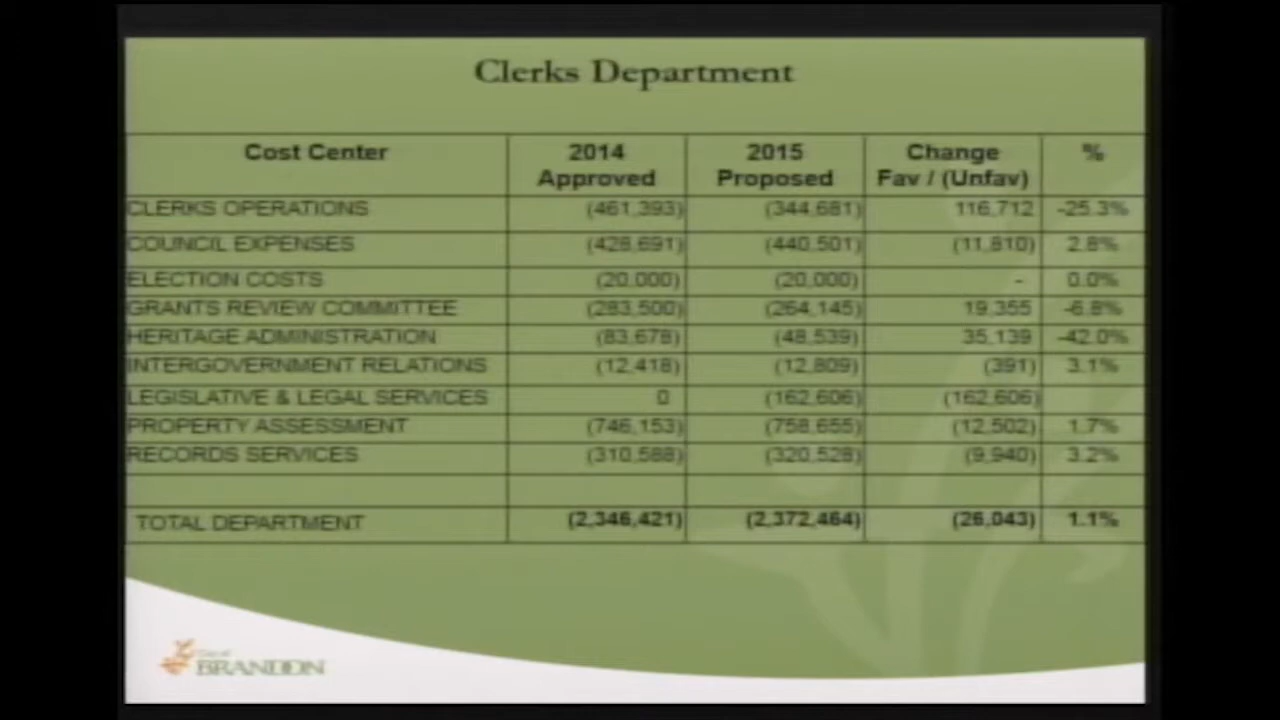 Clerks Department
Cost Center 2014 Approved 2015 Proposed Change Fav / (Unfav) %
CLERKS OPERATIONS (461,393) (344,681) 116,712 -25.3%
COUNCIL EXPENSES (428,691) (440,501) (11,810) 2.8%
ELECTION COSTS (20,000) (20,000) - 0.0%
GRANTS REVIEW COMMITTEE (283,500) (264,145) 19,355 -6.8%
HERITAGE ADMINISTRATION (83,678) (48,539) 35,139 -42.0%
INTERGOVERNMENT RELATIONS (12,418) (12,809) (391) 3.1%
LEGISLATIVE & LEGAL SERVICES 0 (162,606) (162,606)
PROPERTY ASSESSMENT (746,153) (758,655) (12,502) 1.7%
RECORDS SERVICES (310,588) (320,528) (9,940) 3.2%
TOTAL DEPARTMENT (2,346,421) (2,372,464) (26,043) 1.1%
City of
BRANDON